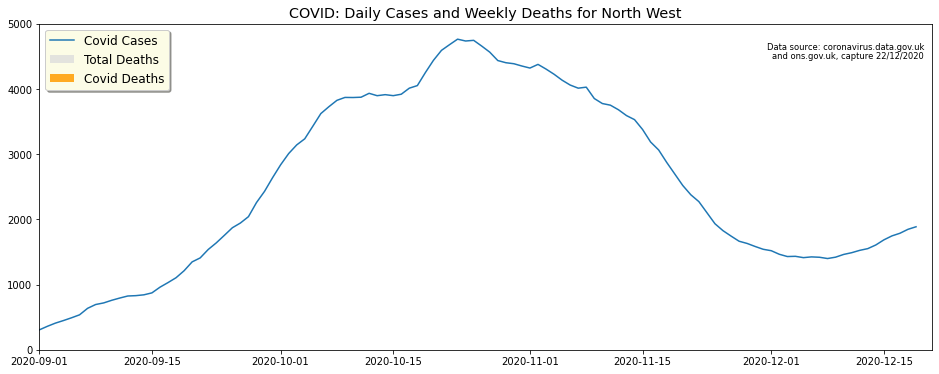 COVID: Daily Cases and Weekly Deaths for North West
5000
4000
3000
2000
1000
0
Covid Cases
Total Deaths
Covid Deaths
Data source: coronavirus.data.gov.uk
and ons.gov.uk, capture 22/12/2020
2020-09-01
2020-09-15
2020-10-01
2020-10-15
2020-11-01
2020-11-15
2020-12-01
2020-12-15